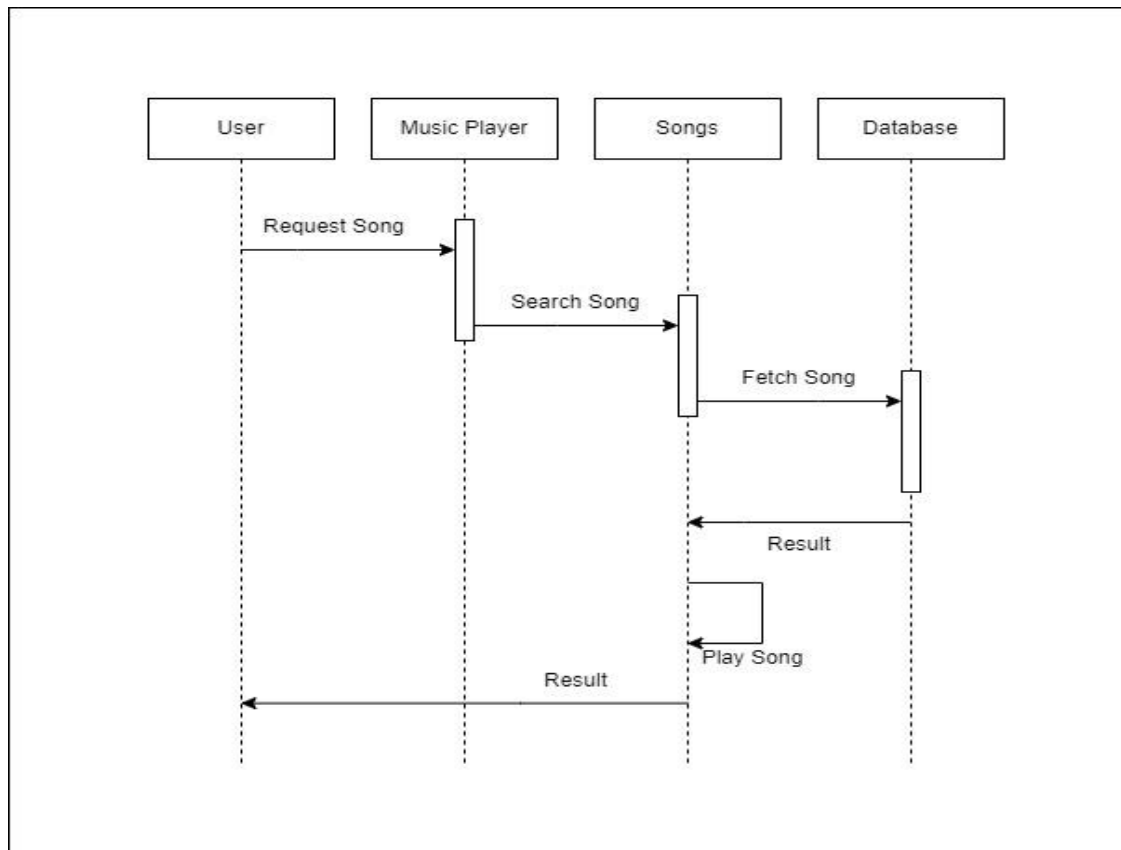 User
Music Player
Songs
Database
Request Song
Search Song
Fetch Song
Result
Play Song
Result